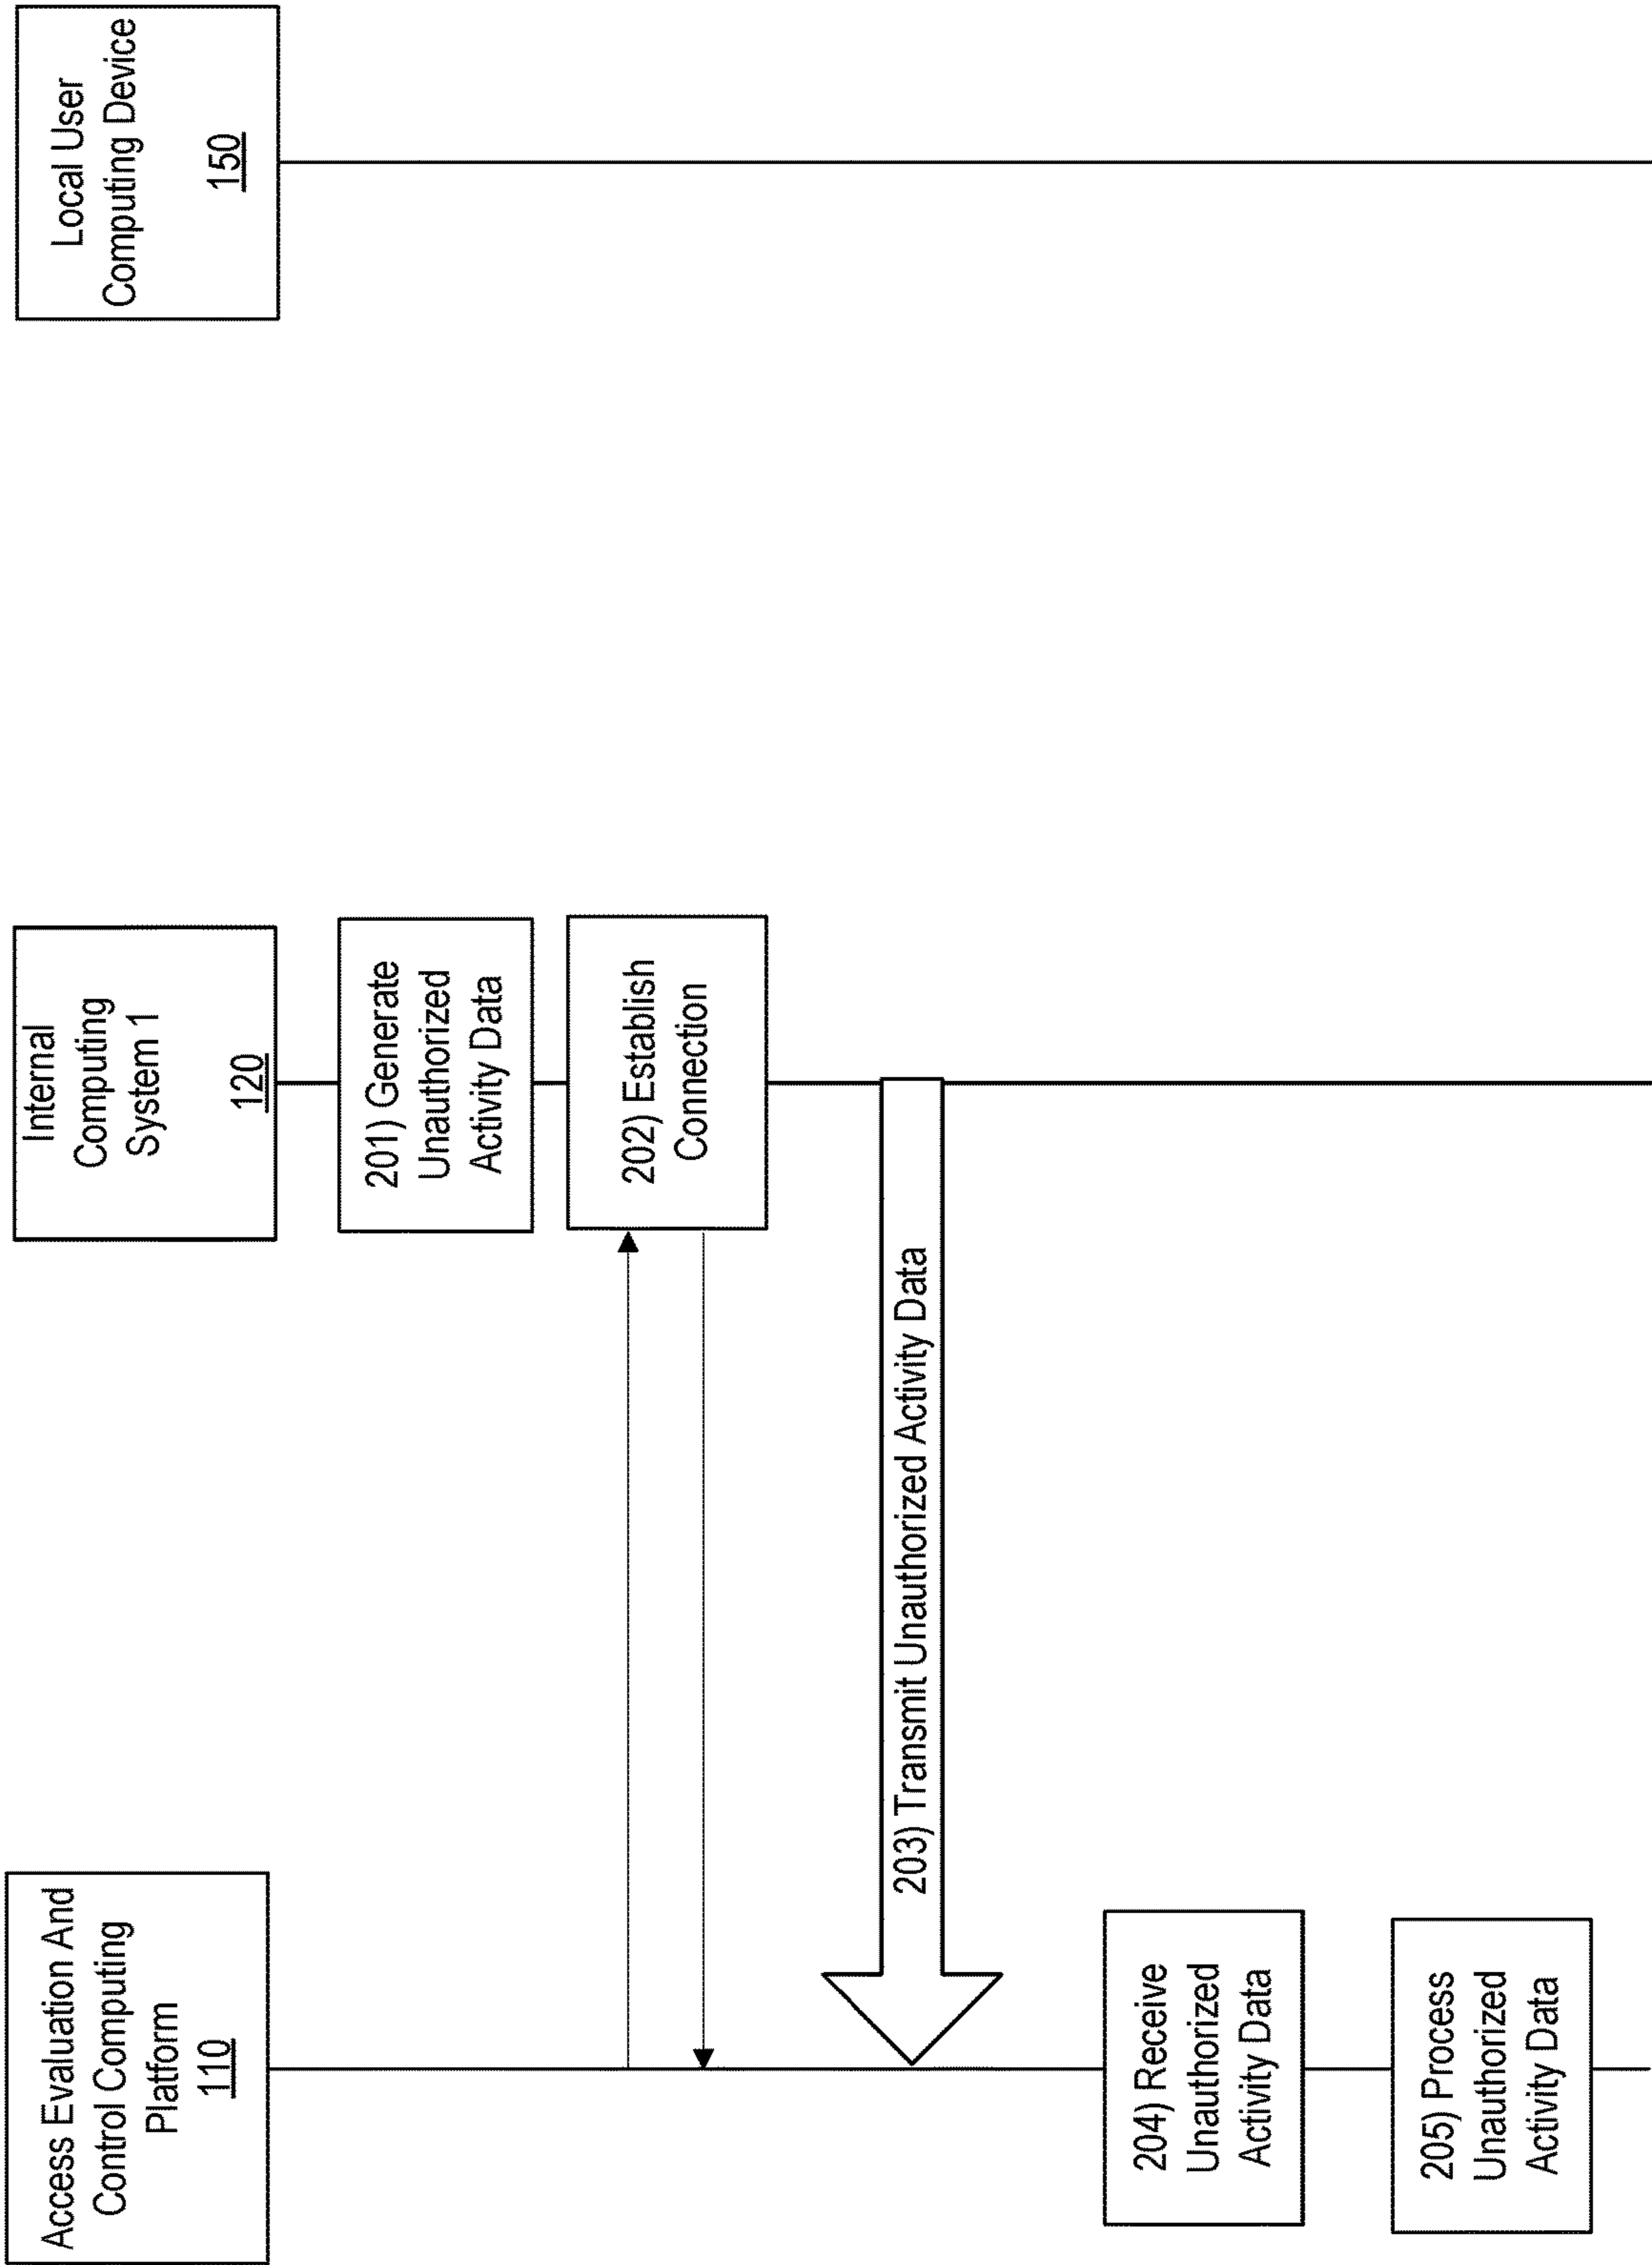 Access Evaluation And
Control Computing
Platform
110
Internal
Computing
System 1
120
Local User
Computing Device
150
201) Generate
Unauthorized
Activity Data
202) Establish
Connection
203) Transmit Unauthorized Activity Data
204) Receive
Unauthorized
Activity Data
205) Process
Unauthorized
Activity Data